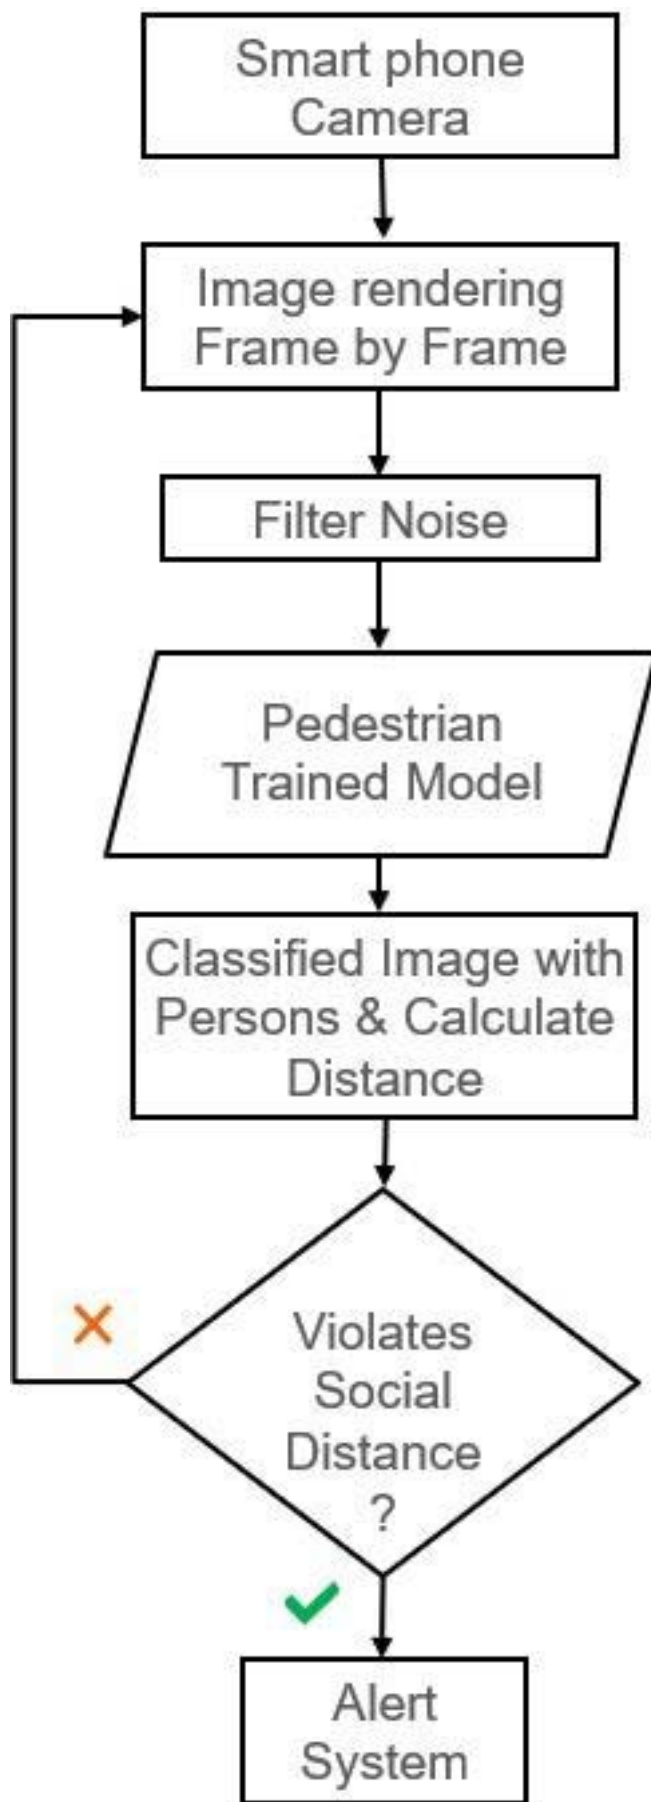 Smart phone
Camera
Image rendering
Frame by Frame
Filter Noise
Pedestrian
Trained Model
Classified Image with
Persons & Calculate
Distance
Violates
Social
Distance
?
Alert
System